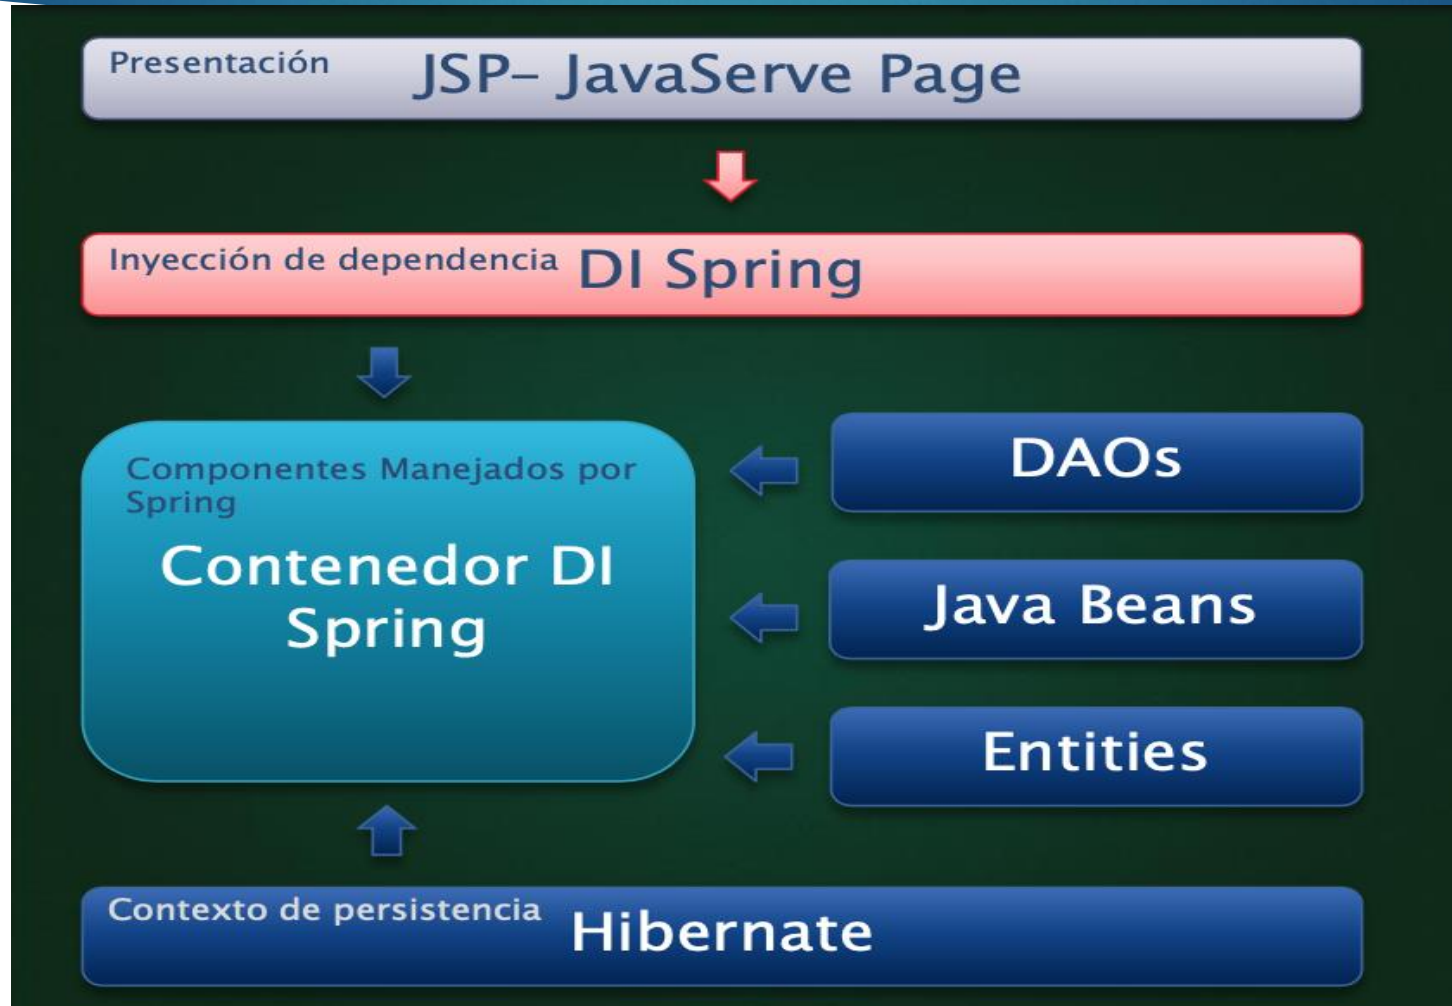 Presentación JSP– JavaServe Page
Inyección de dependencia DI Spring
Componentes Manejados por
Spring
Contenedor DI
Spring
DAOs
Java Beans
Entities
Contexto de persistencia Hibernate